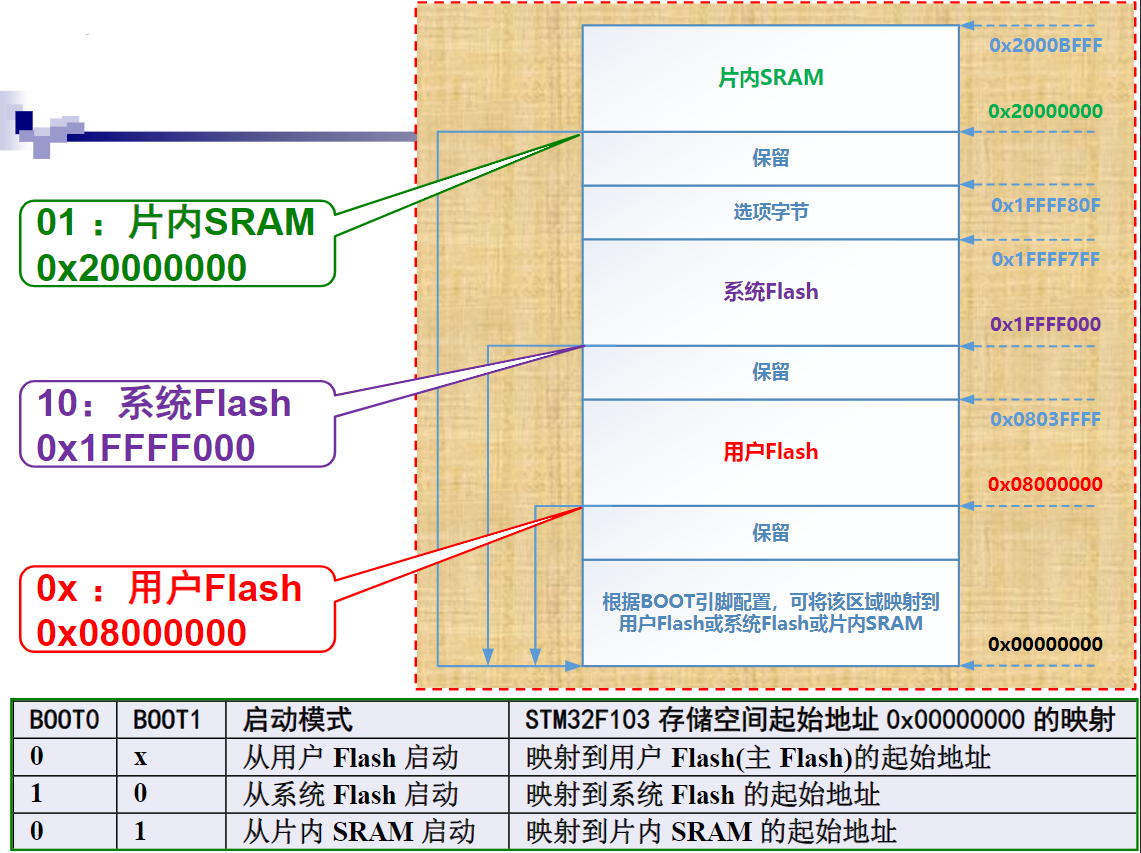 0x2000BFFF
片内SRAM
0x20000000
保留
0x1FFFF80F
选项字节
0x1FFFF7FF
系统Flash
0x1FFFF000
保留
0x0803FFFF
用户Flash
0x08000000
保留
根据BOOT引脚配置，可将该区域映射到
用户Flash或系统Flash或片内SRAM
0x00000000
01 ：片内SRAM
0x20000000
10：系统Flash
0x1FFFF000
0x ：用户Flash
0x08000000
BOOT0 BOOT1 启动模式 STM32F103 存储空间起始地址 0x00000000 的映射
0 x 从用户 Flash 启动 映射到用户 Flash(主 Flash)的起始地址
1 0 从系统 Flash 启动 映射到系统 Flash 的起始地址
0 1 从片内 SRAM 启动 映射到片内 SRAM 的起始地址